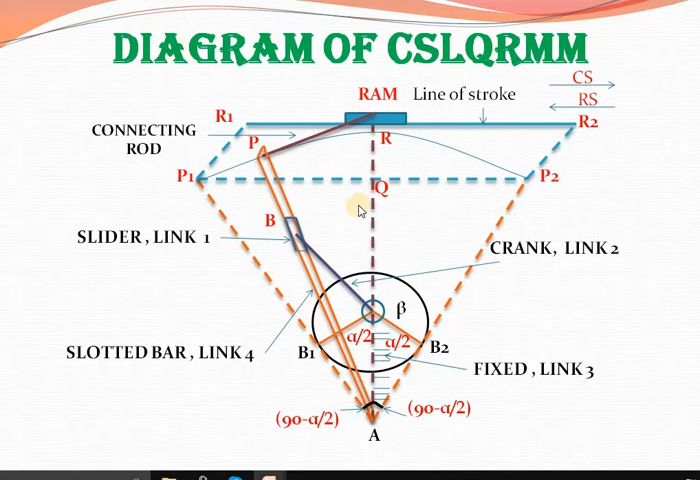 DIAGRAM OF CSLQRMM
CS
RAM
Line of stroke
RS
R1
R2
CONNECTING
ROD
P
R
P1
Q
P2
B
SLIDER , LINK 1
CRANK, LINK 2
β
α/2
α/2
B1
B2
SLOTTED BAR, LINK 4
FIXED , LINK 3
(90-α/2)
(90-α/2)
A